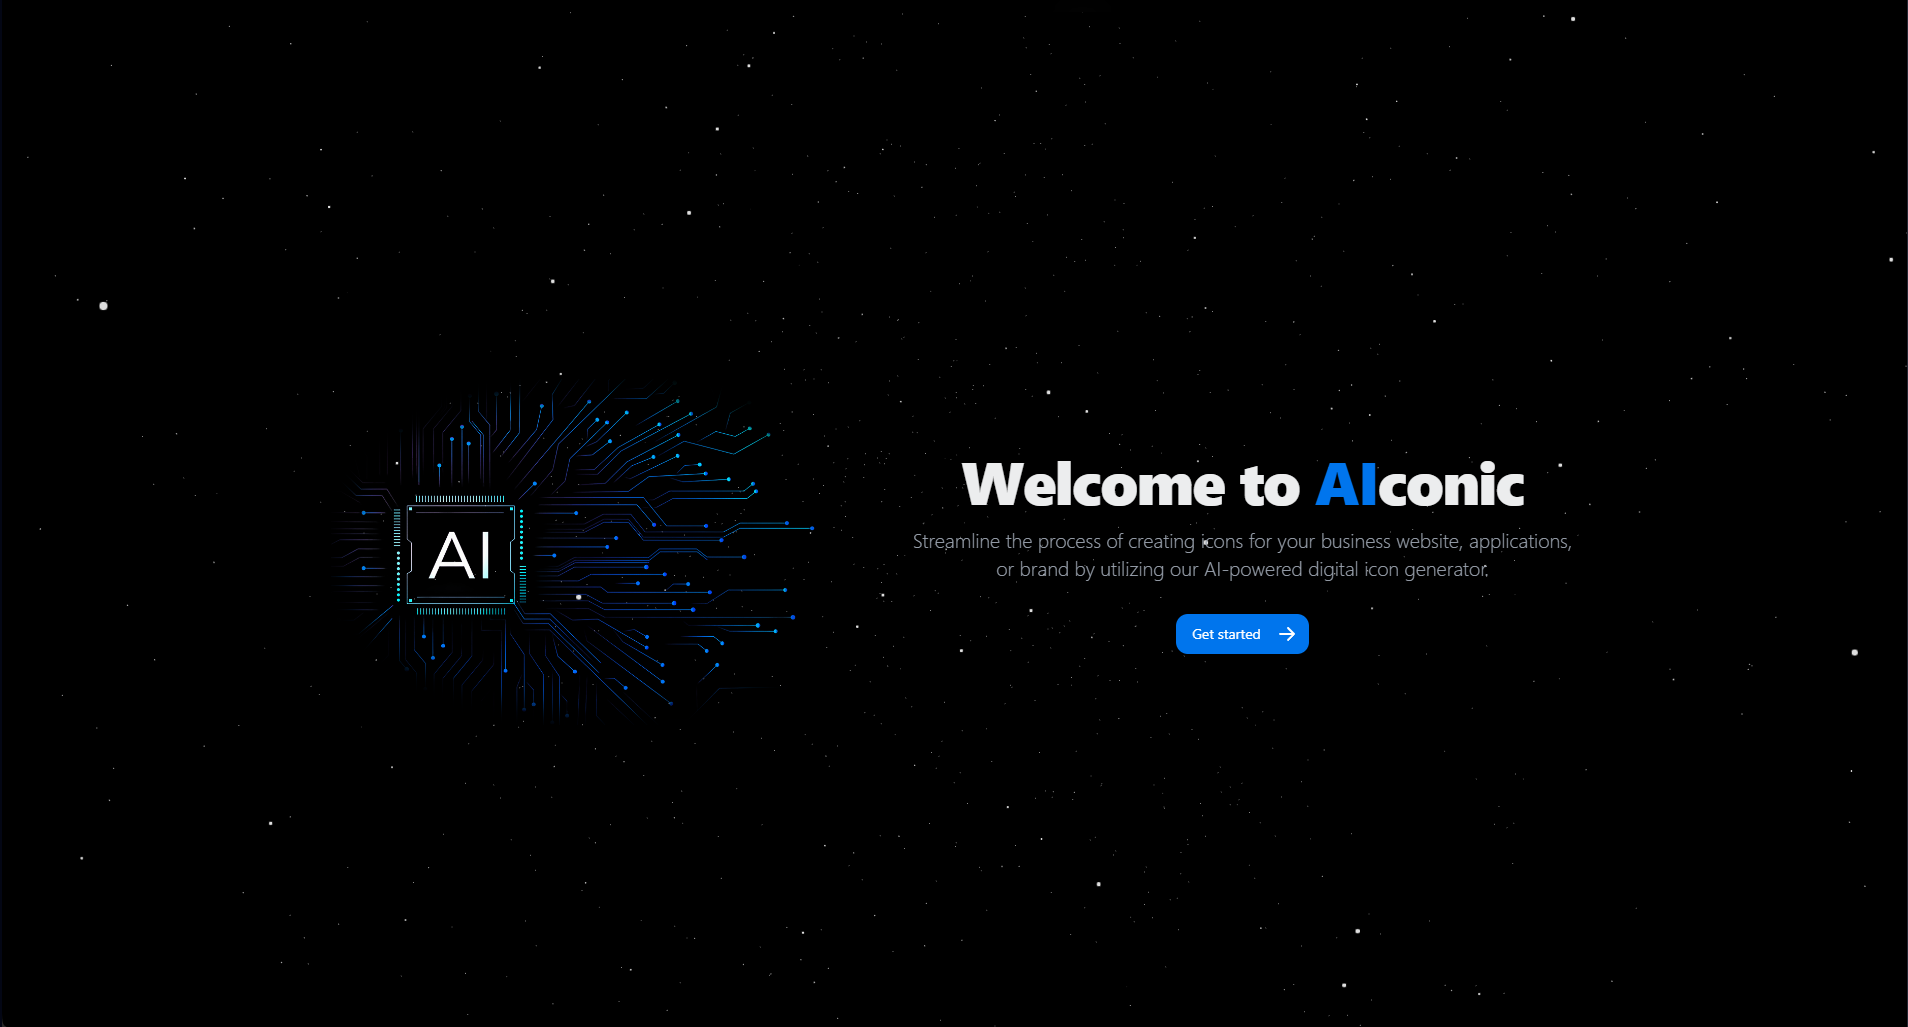 AI
Welcome to AIconic
Streamline the process of creating icons for your business website, applications,
or brand by utilizing our AI-powered digital icon generator.
Get started